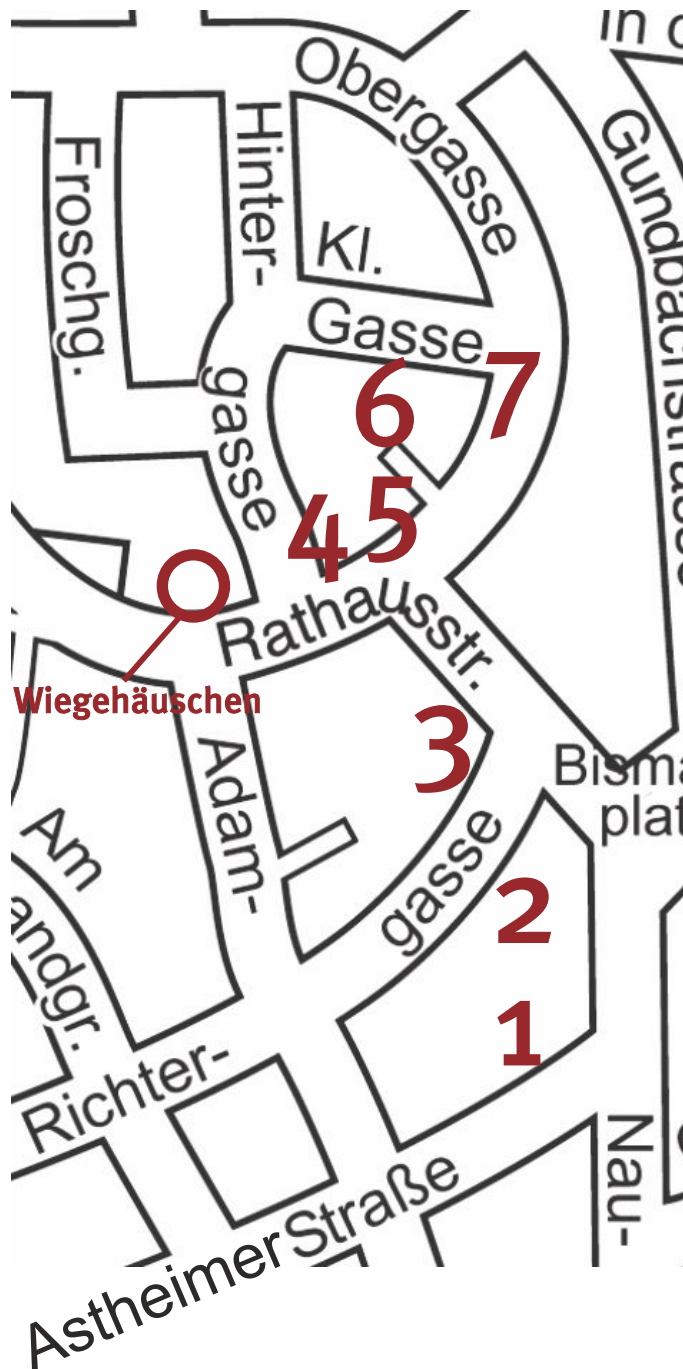 In
Obergasse
Hinter-
Froschg.
Gundbachstrasse
Kl.
Gasse
6
7
gasse
4
5
Rathausstr.
Wiegehäuschen
3
Adam-
Bisma
plat
Am
gasse
2
andgr.
1
Richter-
Nau-
Straße
Astheimer